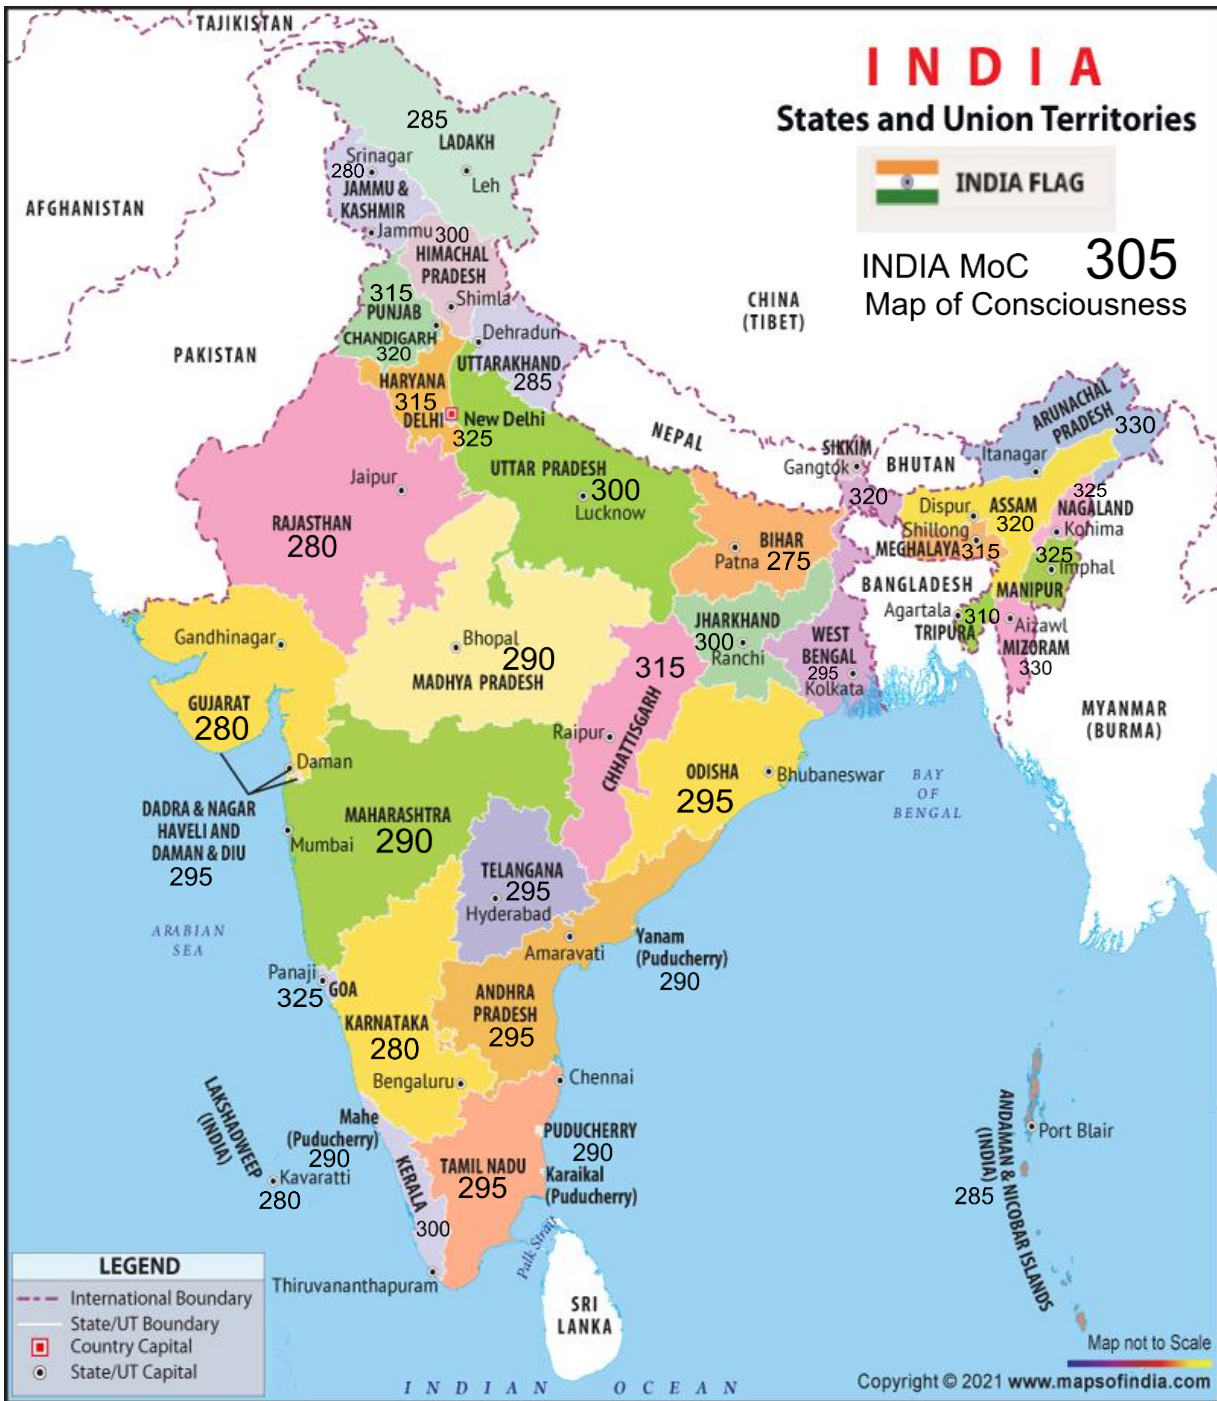 TAJIKISTAN
INDIA
States and Union Territories
INDIA FLAG
INDIA MoC 305
Map of Consciousness
285
LADAKH
Leh
Srinagar
280
JAMMU &
KASHMIR
Jammu
AFGHANISTAN
300
HIMACHAL
PRADESH
Shimla
315
PUNJAB
CHANDIGARH
320
Dehradun
UTTARAKHAND
285
CHINA
(TIBET)
PAKISTAN
HARYANA
315
DELHI
New Delhi
325
NEPAL
ARUNACHAL
PRADESH
330
Itanagar
SIKKIM
Gangtok
320
BHUTAN
UTTAR PRADESH
300
Lucknow
Jaipur
RAJASTHAN
280
BIHAR
Patna
275
Dispur
ASSAM
320
325
NAGALAND
Kohima
Shillong
MEGHALAYA
315
325
Imphal
MANIPUR
BANGLADESH
Agartala
310
TRIPURA
Aizawl
MIZORAM
330
JHARKHAND
300
Ranchi
WEST
BENGAL
295
Kolkata
MYANMAR
(BURMA)
Gandhinagar
GUJARAT
280
Bhopal
290
MADHYA PRADESH
315
CHHATTISGARH
Raipur
ODISHA
295
Bhubaneswar
BAY
OF
BENGAL
Daman
DADRA & NAGAR
HAVELI AND
DAMAN & DIU
295
MAHARASHTRA
290
Mumbai
TELANGANA
295
Hyderabad
ARABIAN
SEA
Amaravati
Yanam
(Puducherry)
290
Panaji
325
GOA
KARNATAKA
280
Bengaluru
ANDHRA
PRADESH
295
Chennai
LAKSHADWEEP
(INDIA)
Kavaratti
280
Mahe
(Puducherry)
290
KERALA
300
TAMIL NADU
295
PUDUCHERRY
290
Karaikal
(Puducherry)
Port Blair
ANDAMAN & NICOBAR ISLANDS
(INDIA)
285
Palk Strait
Thiruvananthapuram
SRI
LANKA
LEGEND
International Boundary
State/UT Boundary
Country Capital
State/UT Capital
INDIAN OCEAN
Map not to Scale
Copyright © 2021 www.mapsofindia.com